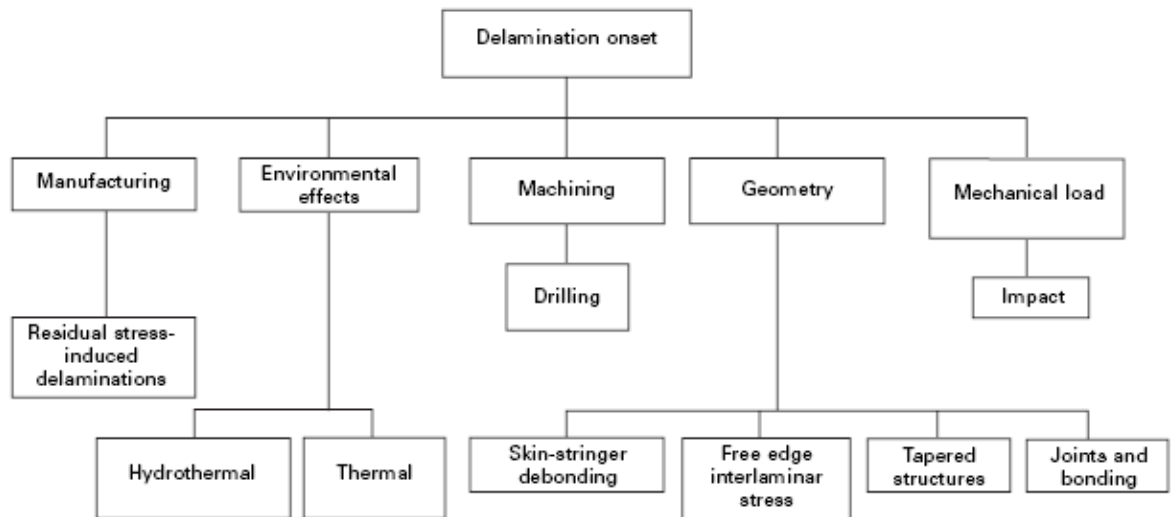 Delamination onset
Manufacturing
Environmental
effects
Machining
Geometry
Mechanical load
Drilling
Impact
Residual stress-
induced
delaminations
Hydrothermal
Thermal
Skin-stringer
debonding
Free edge
interlaminar
stress
Tapered
structures
Joints and
bonding